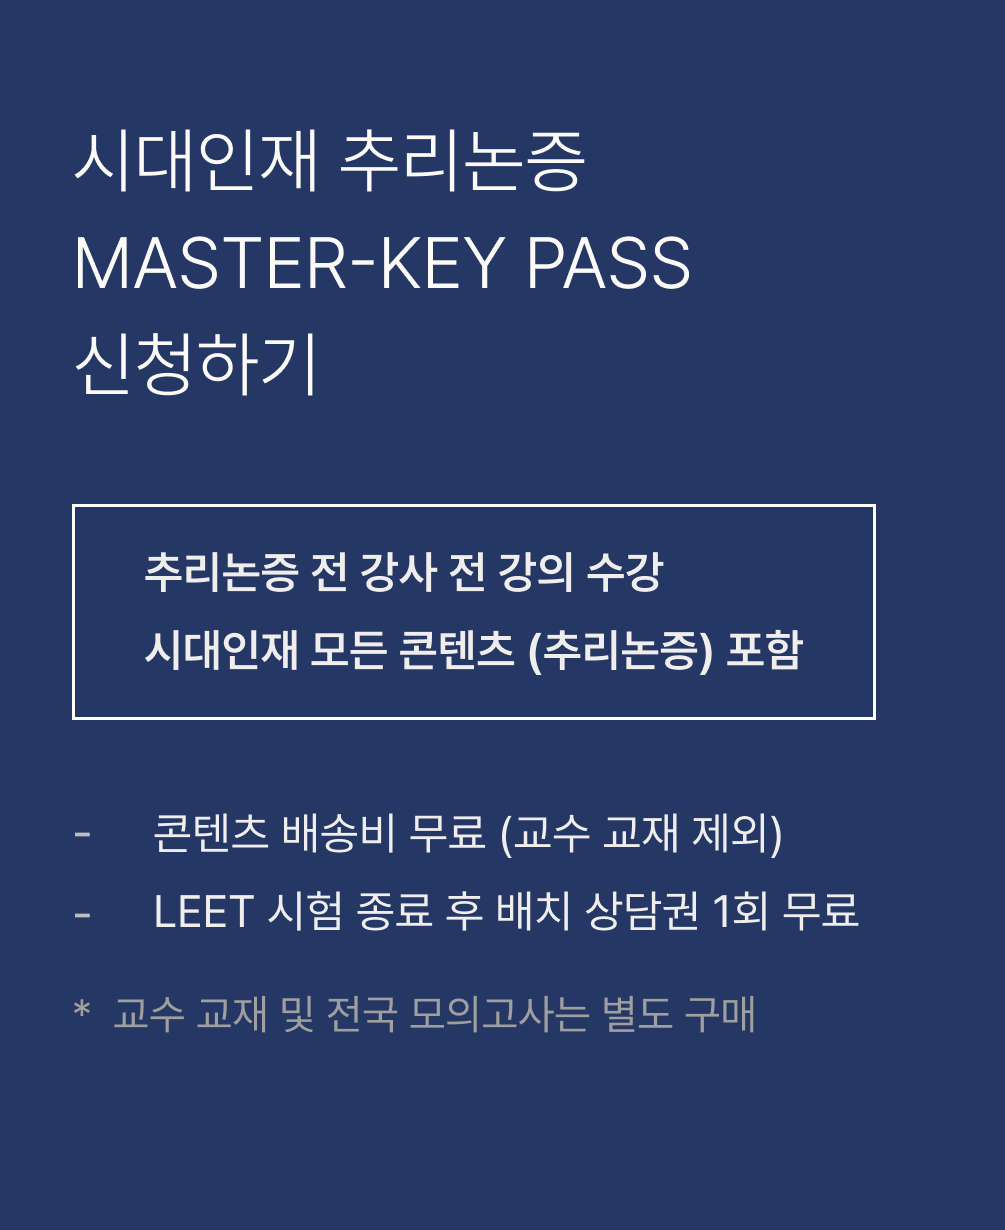 시대인재 추리논증
MASTER-KEY PASS
신청하기
추리논증 전 강사 전 강의 수강
시대인재 모든 콘텐츠 (추리논증) 포함
- 콘텐츠 배송비 무료 (교수 교재 제외)
- LEET 시험 종료 후 배치 상담권 1회 무료
* 교수 교재 및 전국 모의고사는 별도 구매